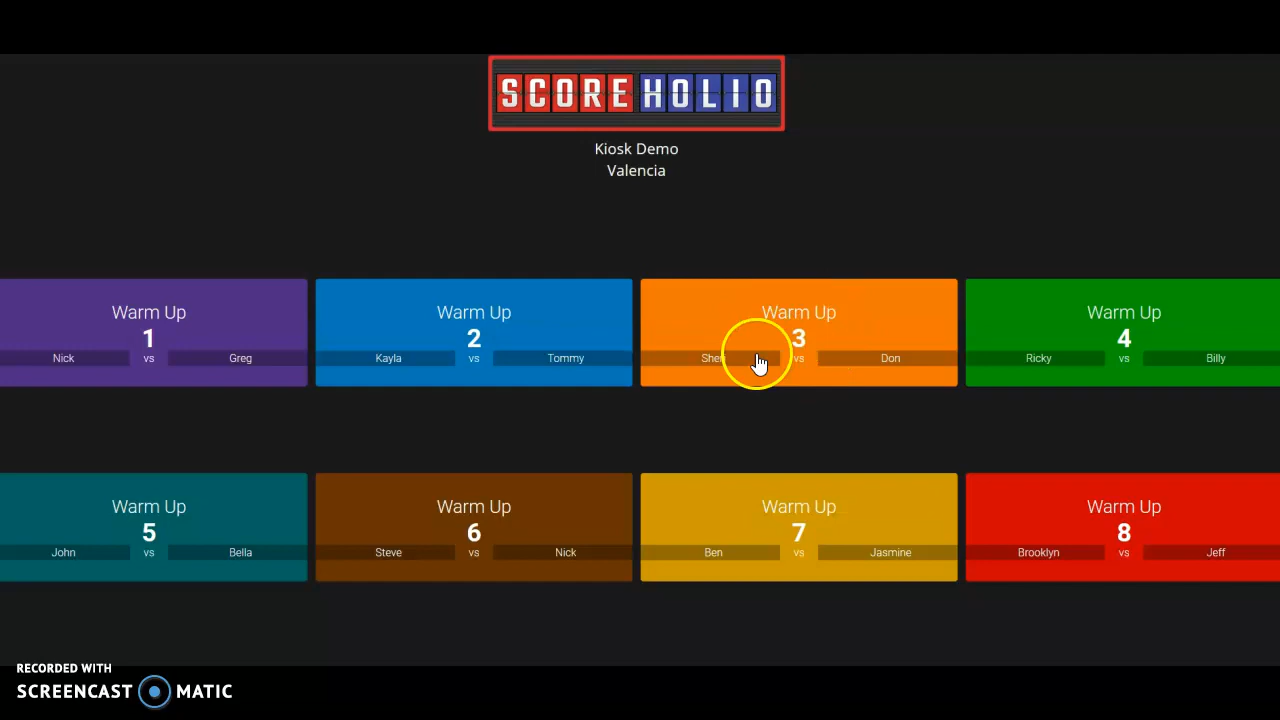 SCOREHOLIO
Kiosk Demo
Valencia
Warm Up
1
Nick vs Greg
Warm Up
2
Kayla vs Tommy
Warm Up
3
vs Don
Warm Up
4
Ricky vs Billy
Warm Up
5
John vs Bella
Warm Up
6
Steve vs Nick
Warm Up
7
Ben vs Jasmine
Warm Up
8
Brooklyn vs Jeff
RECORDED WITH
SCREENCAST MATIC